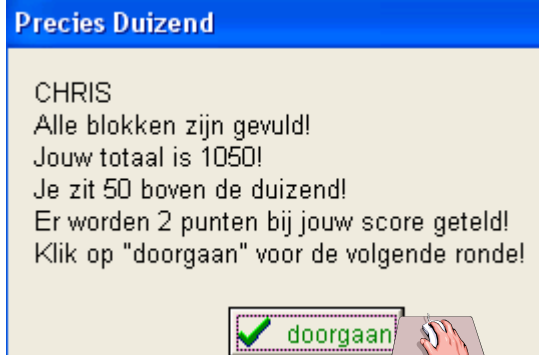 Precies Duizend
CHRIS
Alle blokken zijn gevuld!
Jouw totaal is 1050!
Je zit 50 boven de duizend!
Er worden 2 punten bij jouw score geteld!
Klik op "doorgaan" voor de volgende ronde!
doorgaan